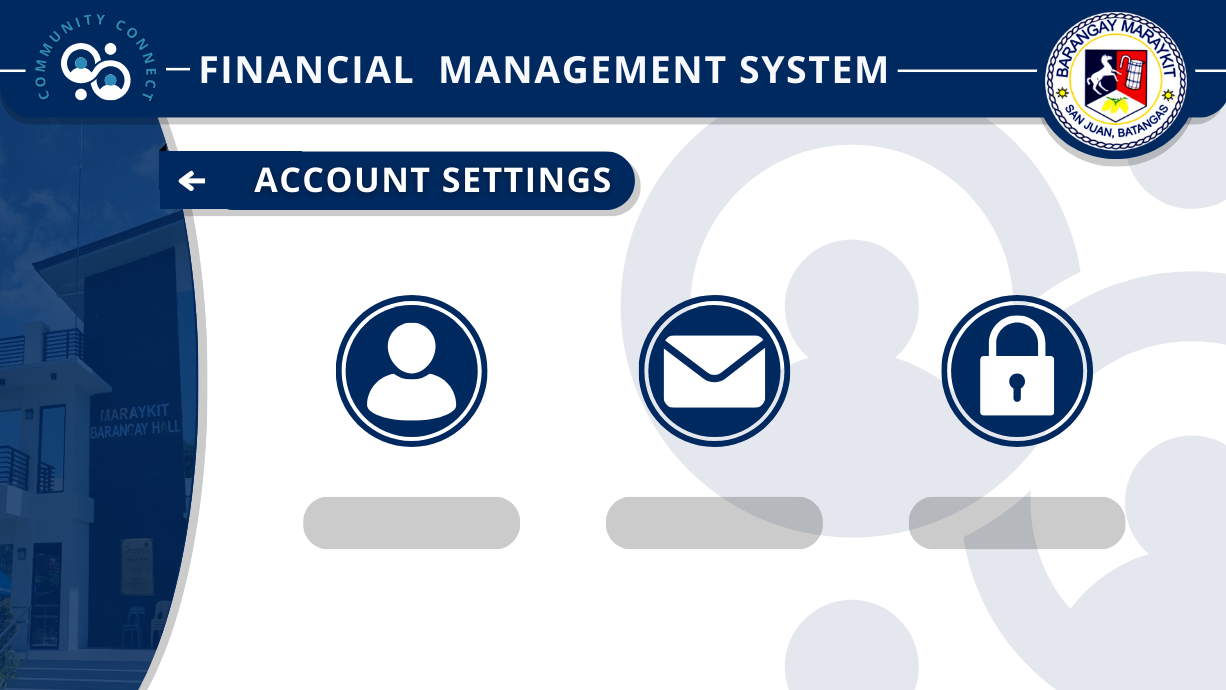 COMMUNITY CONNECT
FINANCIAL MANAGEMENT SYSTEM
BARANGAY MARAYKIT
SAN JUAN, BATANGAS
ACCOUNT SETTINGS
MARAYKIT
BARANGAY HALL